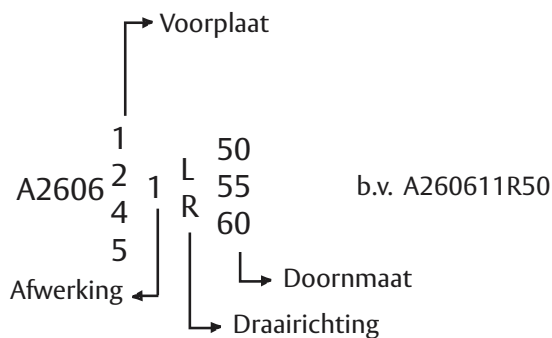 Voorplaat
1
2
4
5
A2606
1
L
R
50
55
60
b.v. A260611R50
Afwerking
Doornmaat
Draairichting